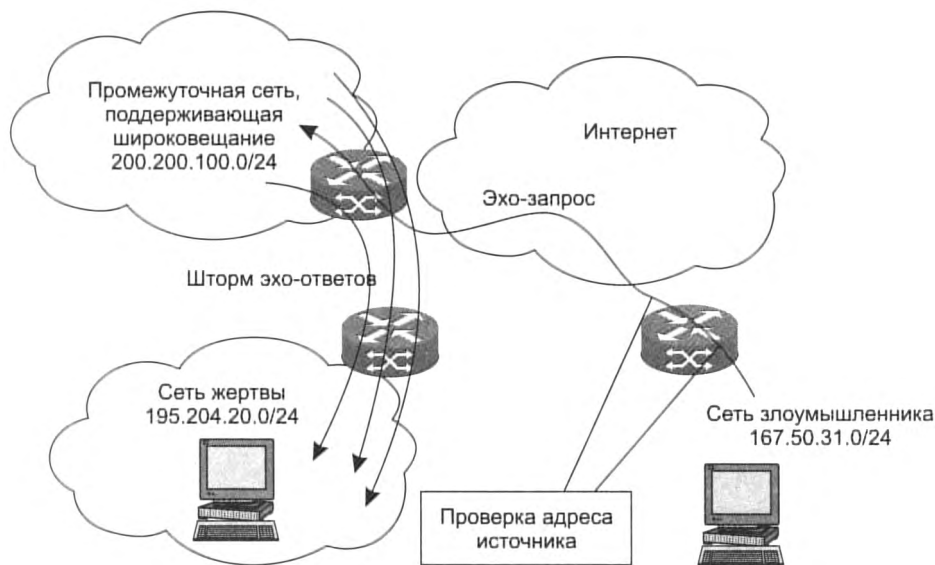 Промежуточная сеть,
поддерживающая
широковещание
200.200.100.0/24
Интернет
Эхо-запрос
Шторм эхо-ответов
Сеть жертвы
195.204.20.0/24
Сеть злоумышленника
167.50.31.0/24
Проверка адреса
источника